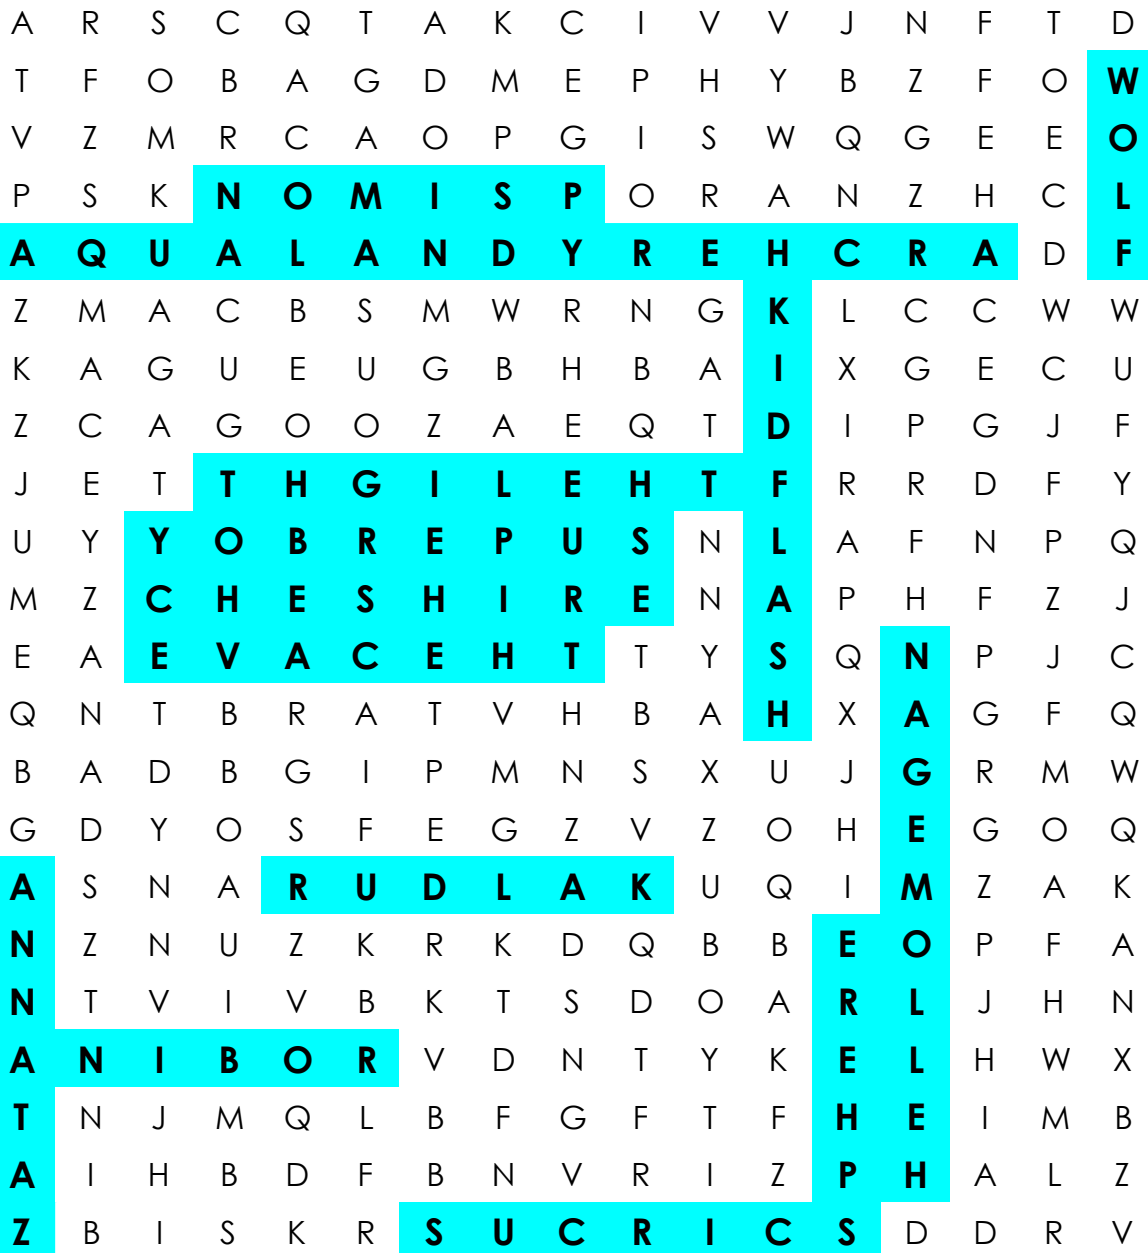 A R S C Q T A K C I V V J N F T D
T F O B A G D M E P H Y B Z F O W
V Z M R C A O P G I S W Q G E E O
P S K N O M I S P O R A N Z H C L
A Q U A L A N D Y R E H C R A D F
Z M A C B S M W R N G K L C C W W
K A G U E U G B H B A I X G E C U
Z C A G O O Z A E Q T D I P G J F
J E T T H G I L E H T F R R D F Y
U Y Y O B R E P U S N L A F N P Q
M Z C H E S H I R E N A P H F Z J
E A E V A C E H T T Y S Q N P J C
Q N T B R A T V H B A H X A G F Q
B A D B G I P M N S X U J G R M W
G D Y O S F E G Z V Z O H E G O Q
A S N A R U D L A K U Q I M Z A K
N Z N U Z K R K D Q B B E O P F A
N T V I V B K T S D O A R L J H N
A N I B O R V D N T Y K E L H W X
T N J M Q L B F G F T F H E I M B
A I H B D F B N V R I Z P H A L Z
Z B I S K R S U C R I C S D D R V